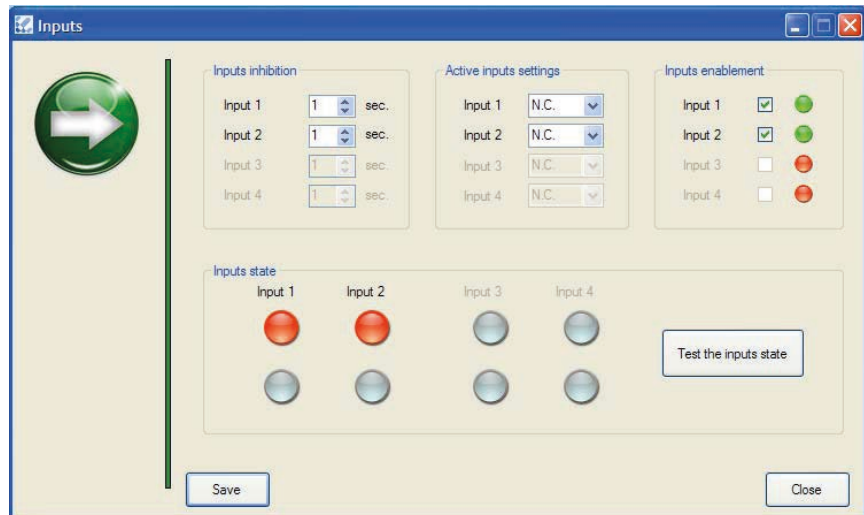 Inputs
Inputs inhibition
Input 1 1 sec.
Input 2 1 sec.
Input 3 1 sec.
Input 4 1 sec.
Active inputs settings
Input 1 N.C.
Input 2 N.C.
Input 3 N.C.
Input 4 N.C.
Inputs enablement
Input 1
Input 2
Input 3
Input 4
Inputs state
Input 1 Input 2 Input 3 Input 4
Test the inputs state
Save Close